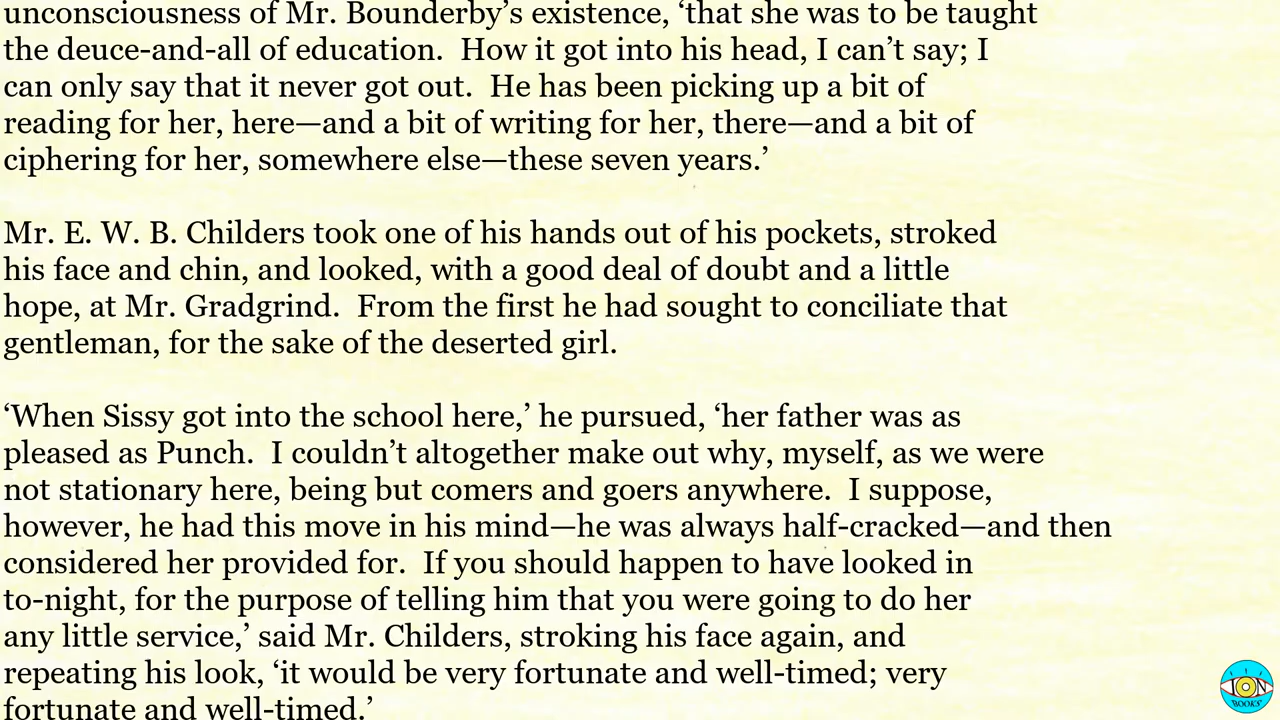 unconsciousness of Mr. Bounderby’s existence, ‘that she was to be taught
the deuce-and-all of education.  How it got into his head, I can’t say; I
can only say that it never got out.  He has been picking up a bit of
reading for her, here—and a bit of writing for her, there—and a bit of
ciphering for her, somewhere else—these seven years.’

Mr. E. W. B. Childers took one of his hands out of his pockets, stroked
his face and chin, and looked, with a good deal of doubt and a little
hope, at Mr. Gradgrind.  From the first he had sought to conciliate that
gentleman, for the sake of the deserted girl.

‘When Sissy got into the school here,’ he pursued, ‘her father was as
pleased as Punch.  I couldn’t altogether make out why, myself, as we were
not stationary here, being but comers and goers anywhere.  I suppose,
however, he had this move in his mind—he was always half-cracked—and then
considered her provided for.  If you should happen to have looked in
to-night, for the purpose of telling him that you were going to do her
any little service,’ said Mr. Childers, stroking his face again, and
repeating his look, ‘it would be very fortunate and well-timed; very
fortunate and well-timed.’
ION
BOOKS